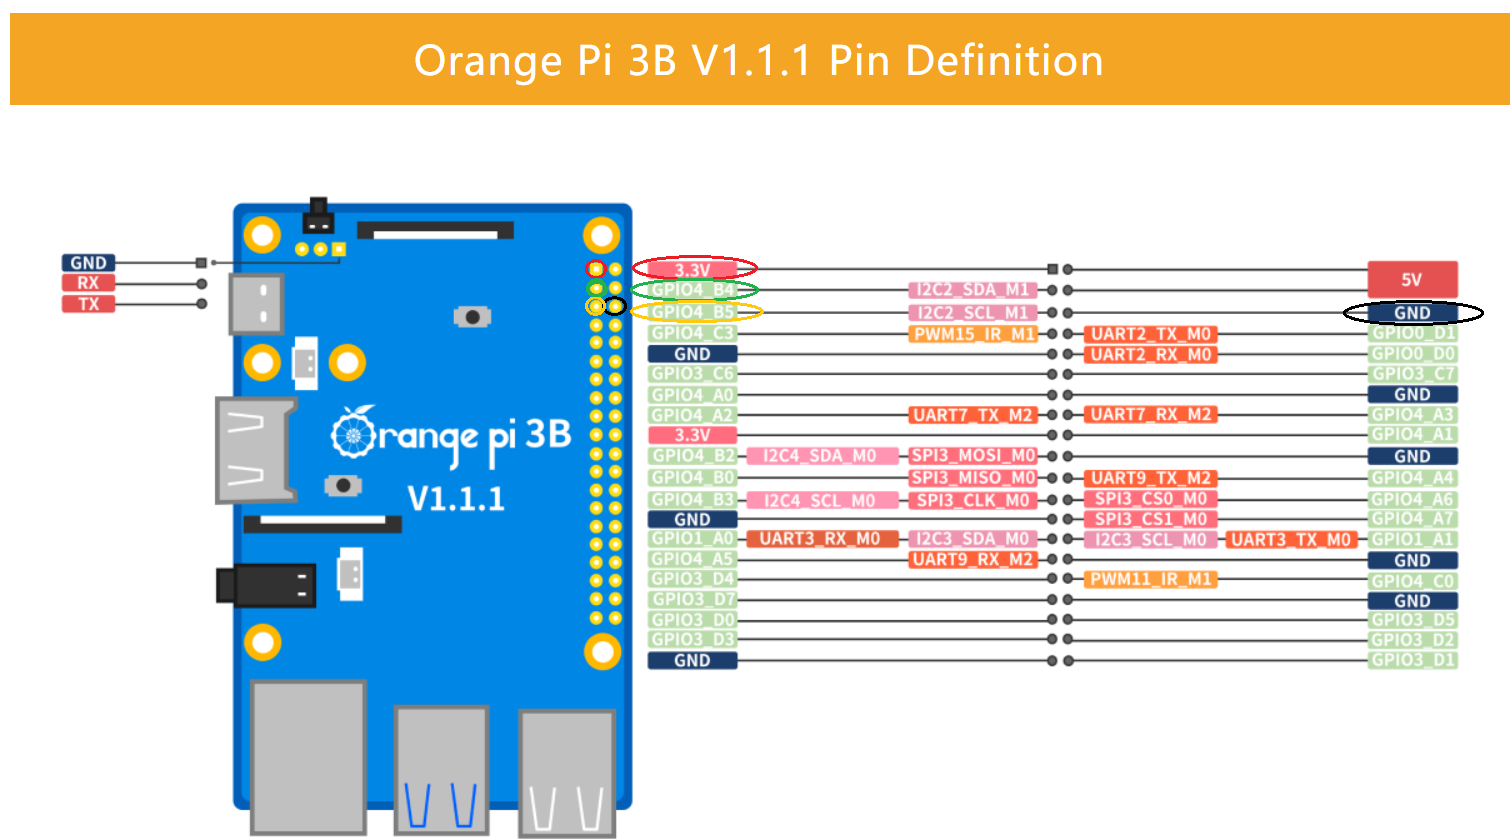 Orange Pi 3B V1.1.1 Pin Definition
GND
RX
TX
Orange pi 3B
V1.1.1
3.3V 5V
GPIO4_B4 I2C2_SDA_M1
GPIO4_B5 I2C2_SCL_M1 GND
GPIO4_C3 PWM15_IR_M1 UART2_TX_M0 GPIO0_D1
GND UART2_RX_M0 GPIO0_D0
GPIO3_C6 GPIO3_C7
GPIO4_A0 GND
GPIO4_A2 UART7_TX_M2 UART7_RX_M2 GPIO4_A3
3.3V GPIO4_A1
GPIO4_B2 I2C4_SDA_M0 SPI3_MOSI_M0 GND
GPIO4_B0 SPI3_MISO_M0 UART9_TX_M2 GPIO4_A4
GPIO4_B3 I2C4_SCL_M0 SPI3_CLK_M0 SPI3_CS0_M0 GPIO4_A6
GND SPI3_CS1_M0 GPIO4_A7
GPIO1_A0 UART3_RX_M0 I2C3_SDA_M0 I2C3_SCL_M0 UART3_TX_M0 GPIO1_A1
GPIO4_A5 UART9_RX_M2 GND
GPIO3_D4 PWM11_IR_M1 GPIO4_C0
GPIO3_D7 GND
GPIO3_D0 GPIO3_D5
GPIO3_D3 GPIO3_D2
GND GPIO3_D1